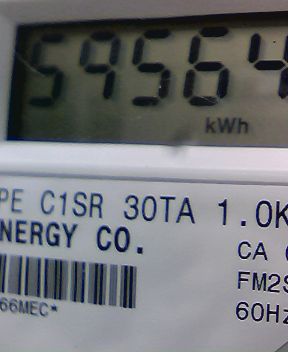 59564
kWh
PE C1SR 30TA 1.0K
NERGY CO.
CA
FM2S
66MEC*
60Hz